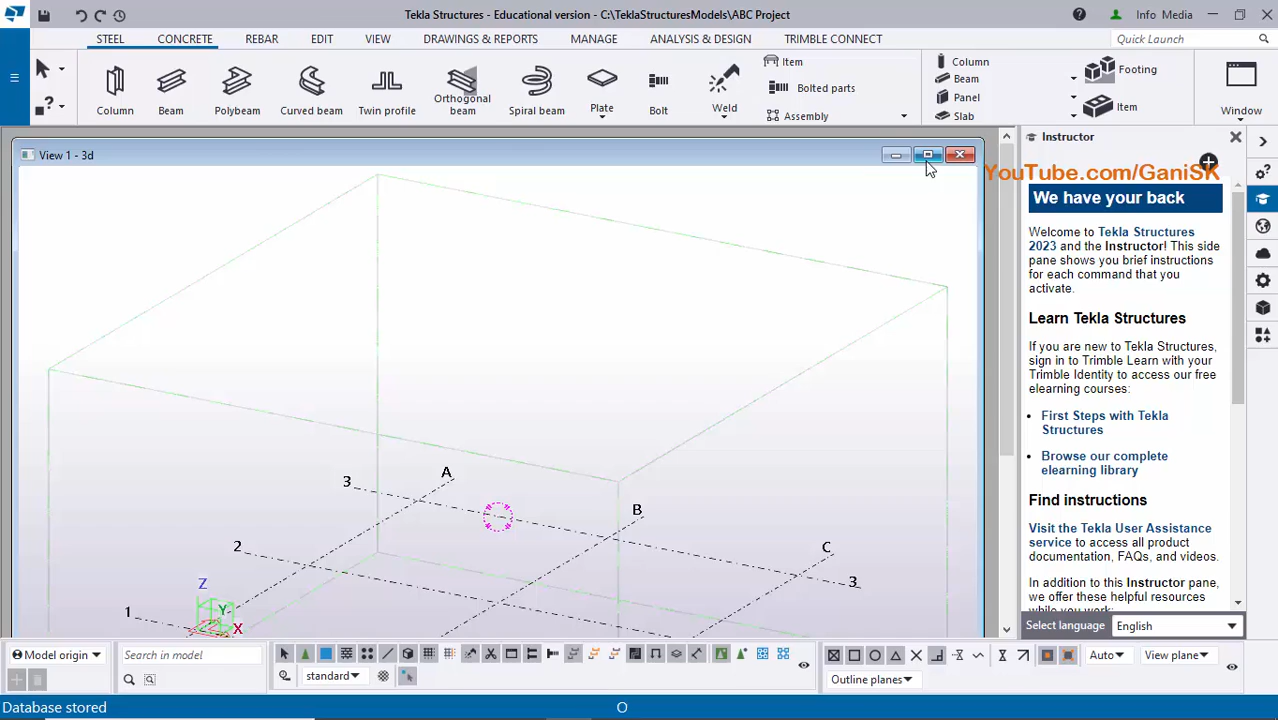 Tekla Structures - Educational version - C:\TeklaStructuresModels\ABC Project
Info Media
STEEL CONCRETE REBAR EDIT VIEW DRAWINGS & REPORTS MANAGE ANALYSIS & DESIGN TRIMBLE CONNECT
Quick Launch
Column
Beam
Polybeam
Curved beam
Twin profile
Orthogonal
beam
Spiral beam
Plate
Bolt
Weld
Item
Bolted parts
Assembly
Column
Beam
Panel
Slab
Footing
Item
Window
View 1 - 3d
Instructor
YouTube.com/GaniSK
We have your back
Welcome to Tekla Structures
2023 and the Instructor! This side
pane shows you brief instructions
for each command that you
activate.
Learn Tekla Structures
If you are new to Tekla Structures,
sign in to Trimble Learn with your
Trimble Identity to access our free
elearning courses:
• First Steps with Tekla
Structures
• Browse our complete
elearning library
Find instructions
Visit the Tekla User Assistance
service to access all product
documentation, FAQs, and videos.
In addition to this Instructor pane,
we offer these helpful resources
while you work:
Select language English
A
3
B
2
C
3
Z
1
Y
X
Model origin
Search in model
standard
Auto
View plane
Outline planes
Database stored
O